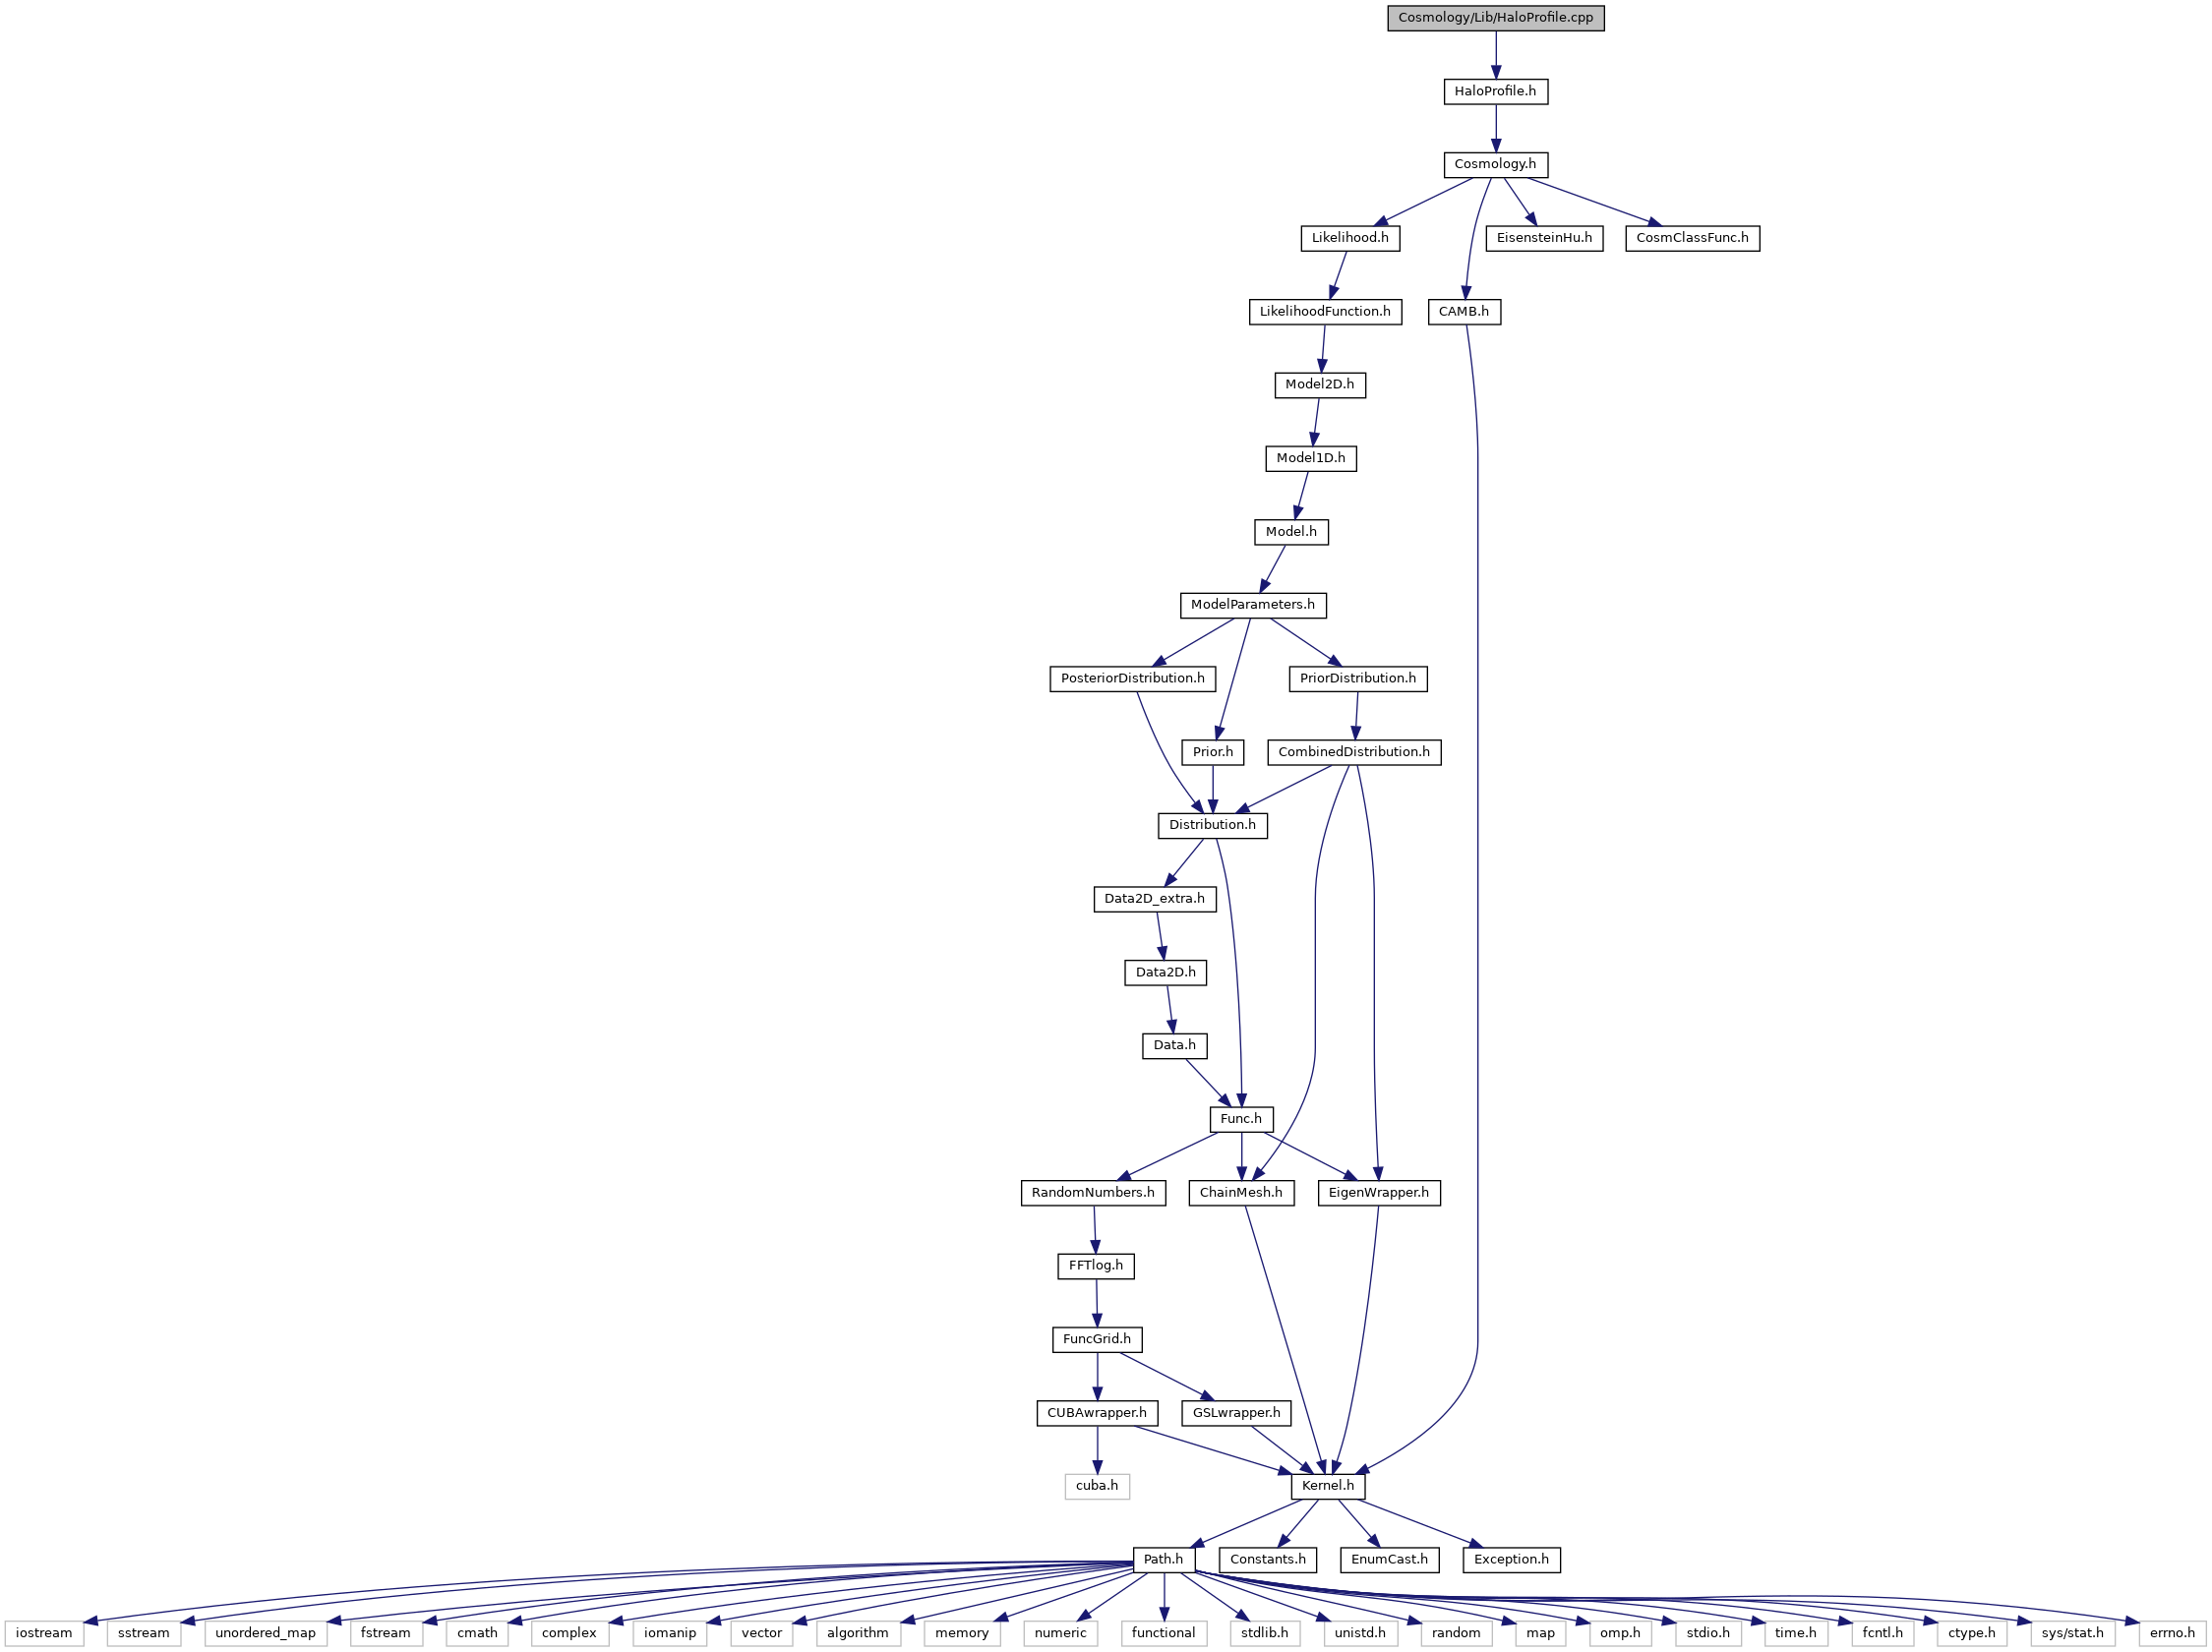 Cosmology/Lib/HaloProfile.cpp
HaloProfile.h
Cosmology.h
Likelihood.h
EisensteinHu.h
CosmClassFunc.h
LikelihoodFunction.h
CAMB.h
Model2D.h
Model1D.h
Model.h
ModelParameters.h
PosteriorDistribution.h
PriorDistribution.h
Prior.h
CombinedDistribution.h
Distribution.h
Data2D_extra.h
Data2D.h
Data.h
Func.h
RandomNumbers.h
ChainMesh.h
EigenWrapper.h
FFTlog.h
FuncGrid.h
CUBAwrapper.h
GSLwrapper.h
cuba.h
Kernel.h
Path.h
Constants.h
EnumCast.h
Exception.h
iostream
sstream
unordered_map
fstream
cmath
complex
iomanip
vector
algorithm
memory
numeric
functional
stdlib.h
unistd.h
random
map
omp.h
stdio.h
time.h
fcntl.h
ctype.h
sys/stat.h
errno.h